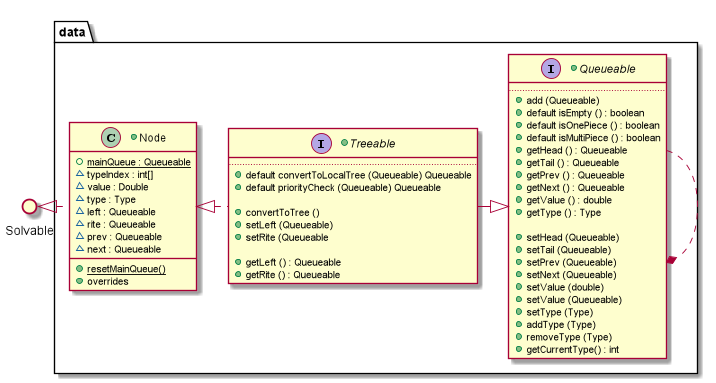 data
Solvable
C Node
mainQueue : Queueable
typeIndex : int[]
value : Double
type : Type
left : Queueable
rite : Queueable
prev : Queueable
next : Queueable
resetMainQueue()
overrides
I Treeable
default convertToLocalTree (Queueable) Queueable
default priorityCheck (Queueable) Queueable
convertToTree ()
setLeft (Queueable)
setRite (Queueable
getLeft () : Queueable
getRite () : Queueable
I Queueable
add (Queueable)
default isEmpty () : boolean
default isOnePiece () : boolean
default isMultiPiece () : boolean
getHead () : Queueable
getTail () : Queueable
getPrev () : Queueable
getNext () : Queueable
getValue () : double
getType () : Type
setHead (Queueable)
setTail (Queueable)
setPrev (Queueable)
setNext (Queueable)
setValue (double)
setValue (Queueable)
setType (Type)
addType (Type)
removeType (Type)
getCurrentType() : int